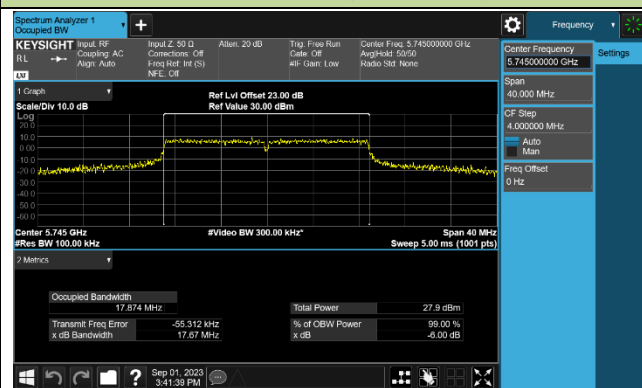 Spectrum Analyzer 1
Occupied BW
+
Frequency
KEYSIGHT Input: RF Input Z: 50 Ω Atten: 20 dB Trig: Free Run Center Freq: 5.745000000 GHz
RL Coupling: AC Corrections: Off Gate: Off Avg|Hold: 50/50
Align: Auto Freq Ref: Int (S) #IF Gain: Low Radio Std: None
LXI NFE: Off
Center Frequency
5.745000000 GHz
Settings
Span
40.000 MHz
CF Step
4.000000 MHz
Auto
Man
Freq Offset
0 Hz
1 Graph
Scale/Div 10.0 dB
Ref Lvl Offset 23.00 dB
Ref Value 30.00 dBm
Log
20.0
10.0
0.00
-10.0
-20.0
-30.0
-40.0
-50.0
-60.0
Center 5.745 GHz #Video BW 300.00 kHz* Span 40 MHz
#Res BW 100.00 kHz Sweep 5.00 ms (1001 pts)
2 Metrics
Occupied Bandwidth
17.874 MHz Total Power 27.9 dBm
Transmit Freq Error -55.312 kHz % of OBW Power 99.00 %
x dB Bandwidth 17.67 MHz x dB -6.00 dB
?
Sep 01, 2023
3:41:39 PM